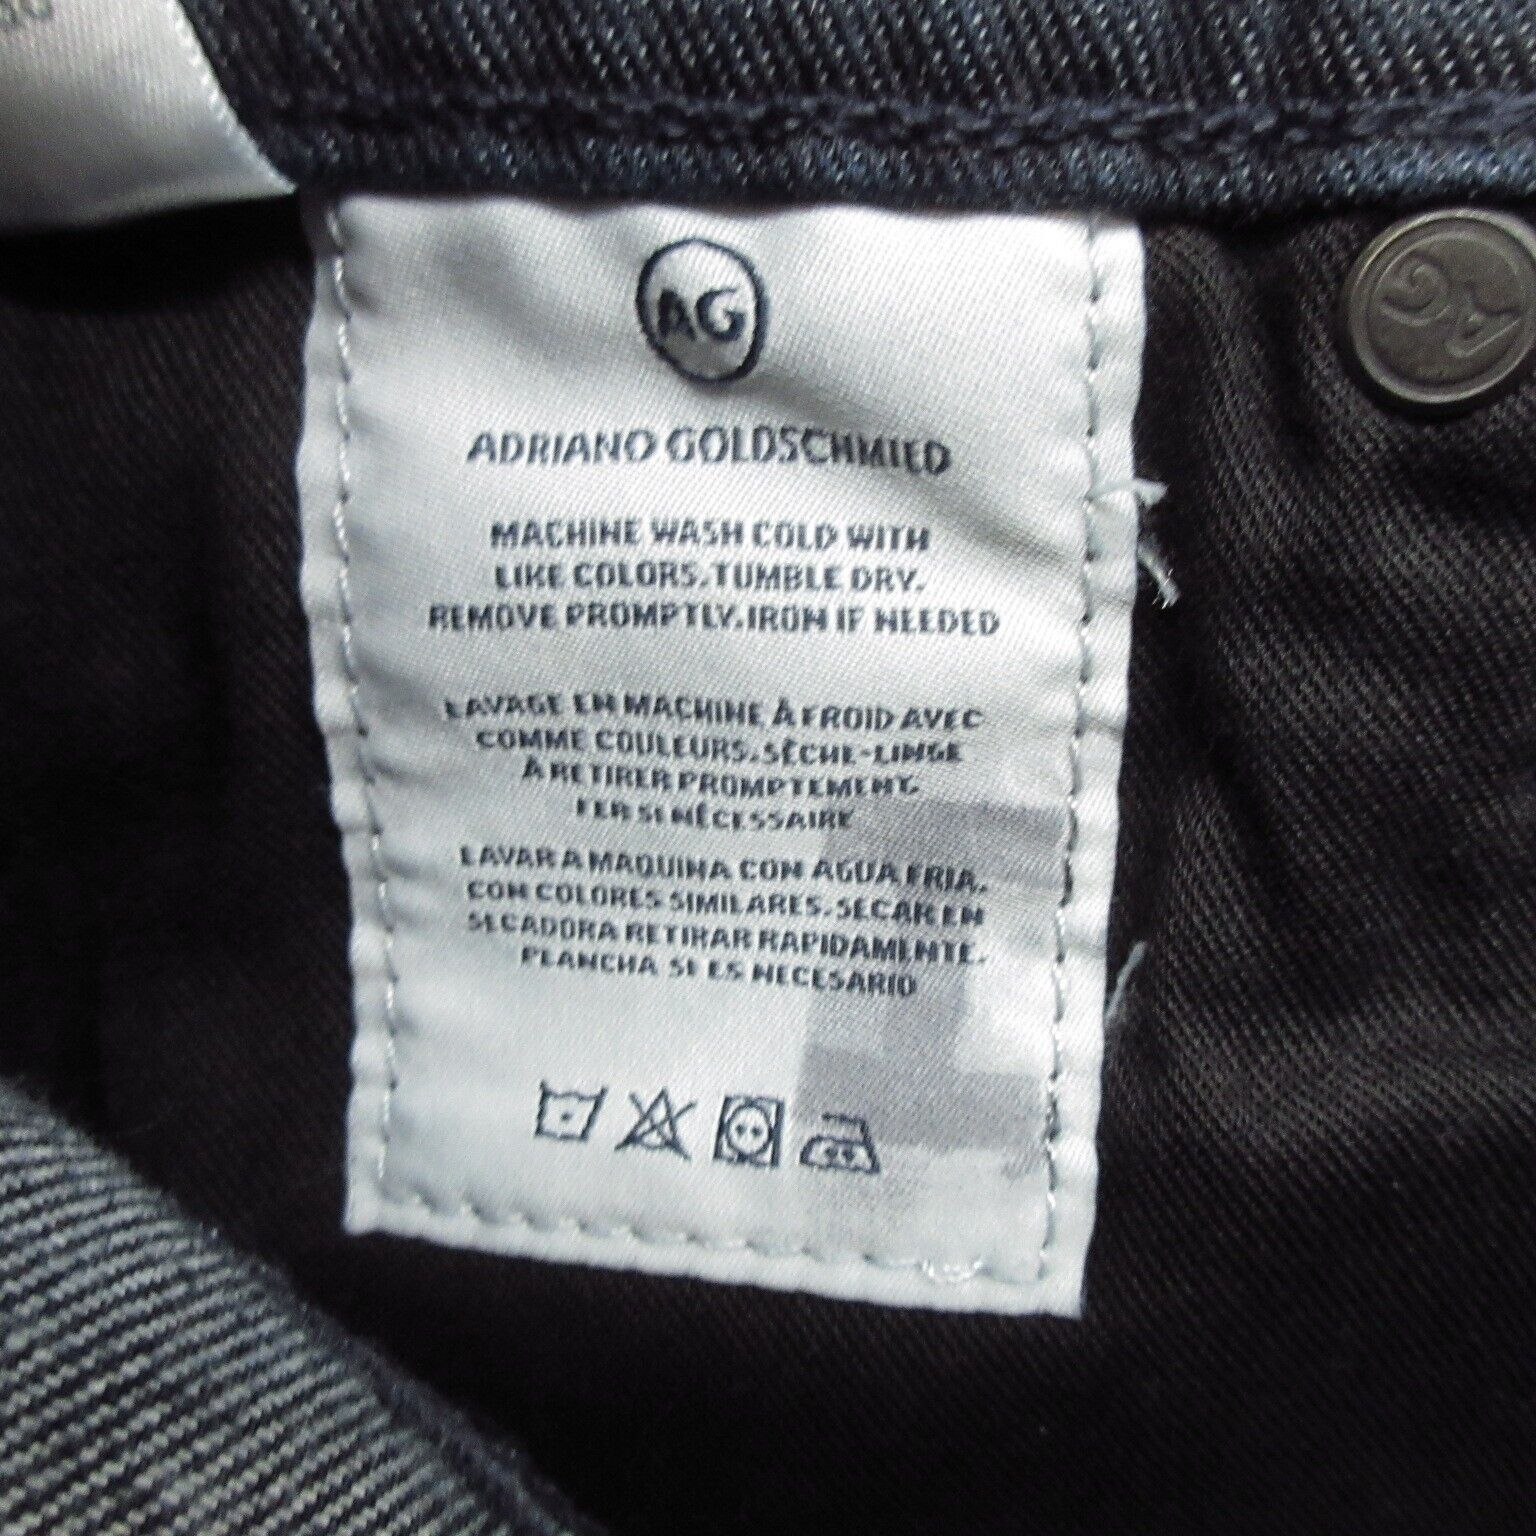 AG
ADRIANO GOLDSCHMIED
MACHINE WASH COLD WITH
LIKE COLORS.TUMBLE DRY.
REMOVE PROMPTLY.IRON IF NEEDED
LAVAGE EN MACHINE À FROID AVEC
COMME COULEURS.SÈCHE-LINGE
À RETIRER PROMPTEMENT.
FER SI NÉCESSAIRE
LAVAR A MAQUINA CON AGUA FRIA.
CON COLORES SIMILARES.SECAR EN
SECADORA RETIRAR RAPIDAMENTE.
PLANCHA SI ES NECESARIO
AG